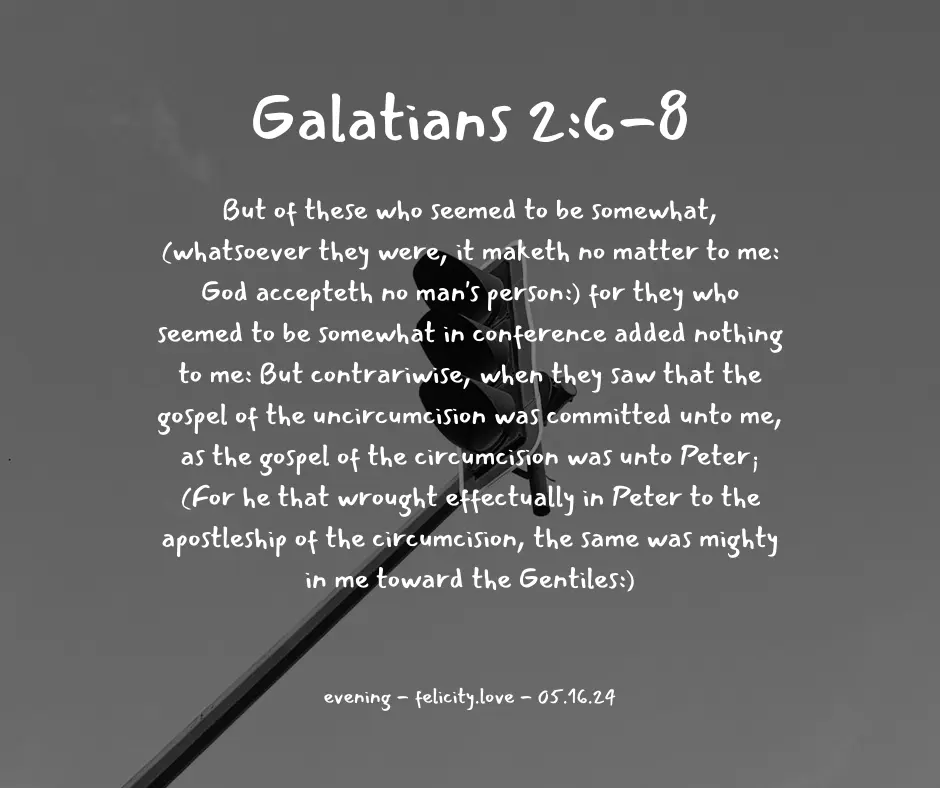 Galatians 2:6-8
But of these who seemed to be somewhat,
(whatsoever they were, it maketh no matter to me:
God accepteth no man's person:) for they who
seemed to be somewhat in conference added nothing
to me: But contrariwise, when they saw that the
gospel of the uncircumcision was committed unto me,
as the gospel of the circumcision was unto Peter;
(For he that wrought effectually in Peter to the
apostleship of the circumcision, the same was mighty
in me toward the Gentiles:)
evening - felicity.love - 05.16.24